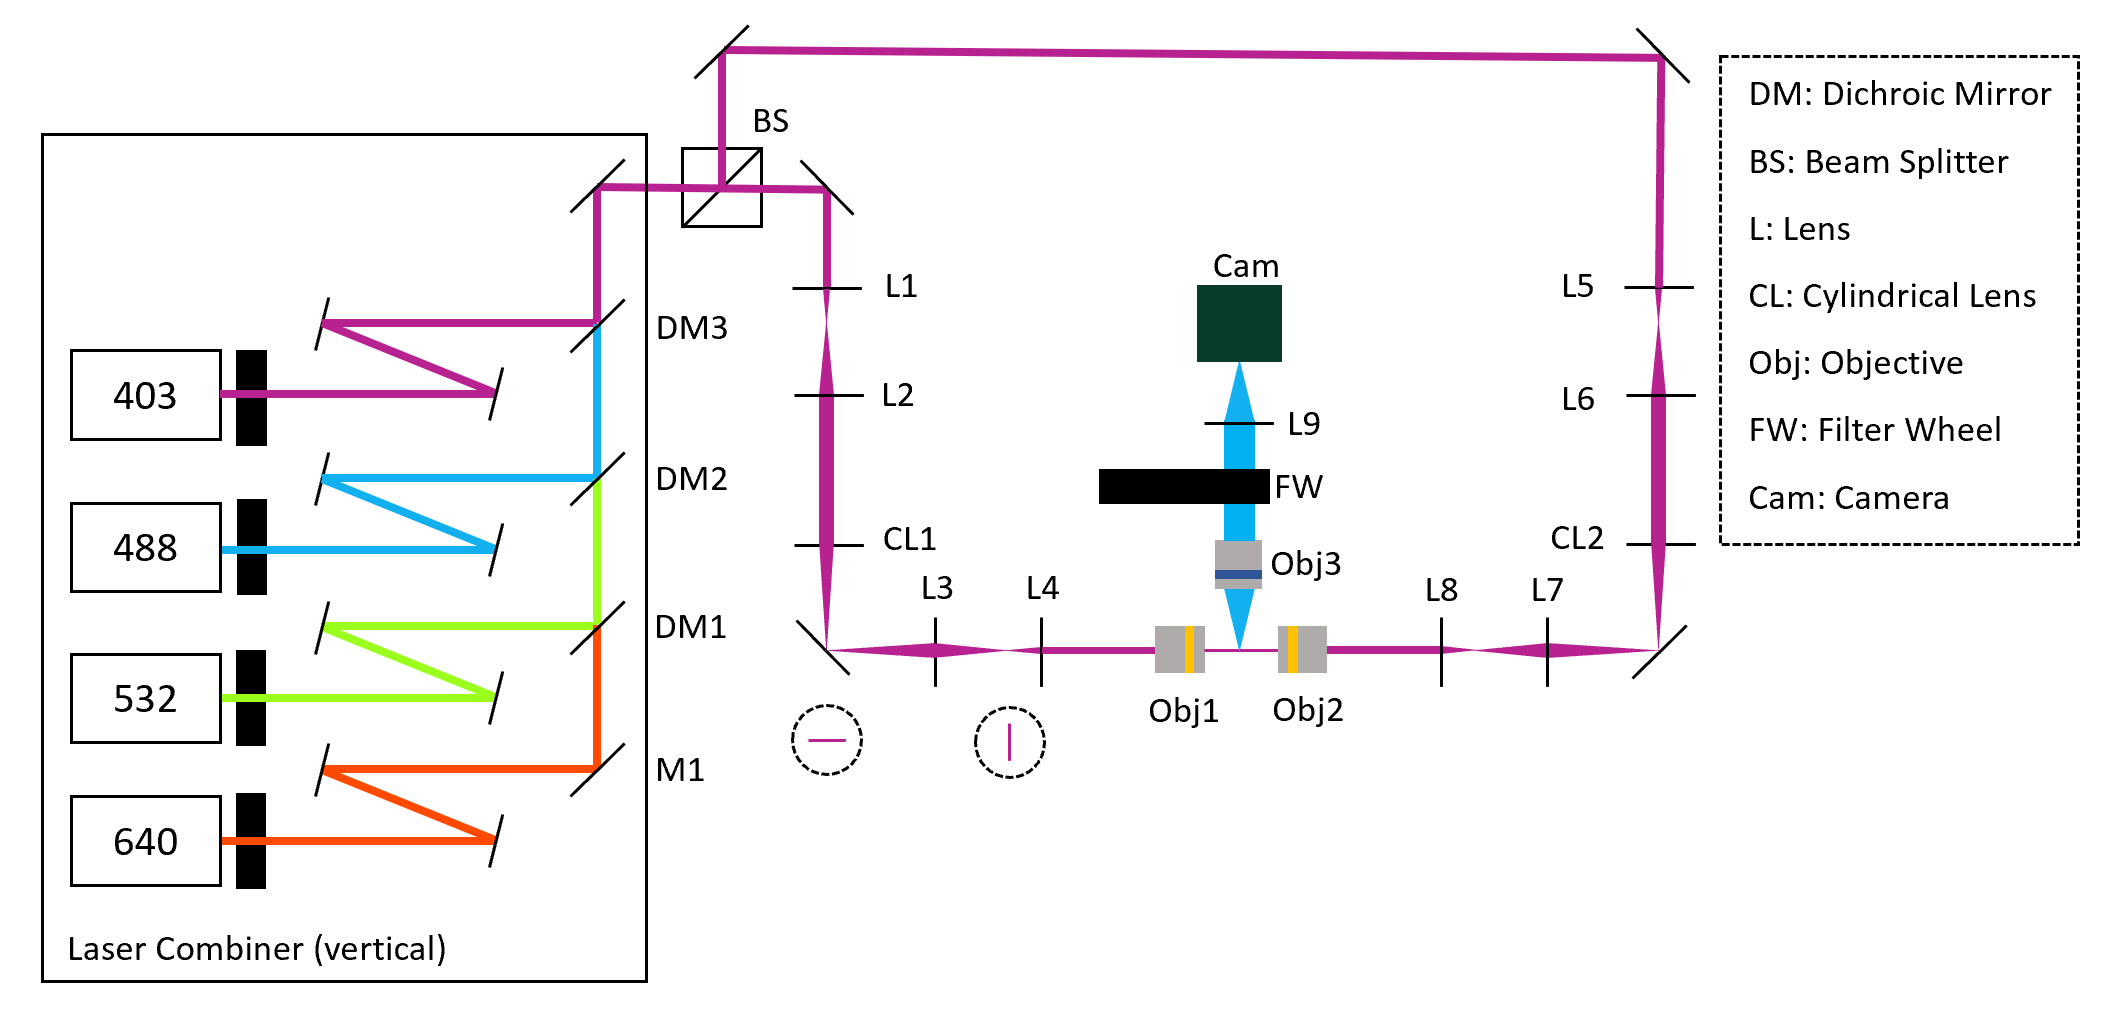 BS
DM: Dichroic Mirror
BS: Beam Splitter
L: Lens
CL: Cylindrical Lens
Obj: Objective
FW: Filter Wheel
Cam: Camera
403
488
532
640
DM3
DM2
DM1
M1
Laser Combiner (vertical)
L1
L2
CL1
L3
L4
Obj1
Cam
L9
FW
Obj3
Obj2
L8
L7
L5
L6
CL2